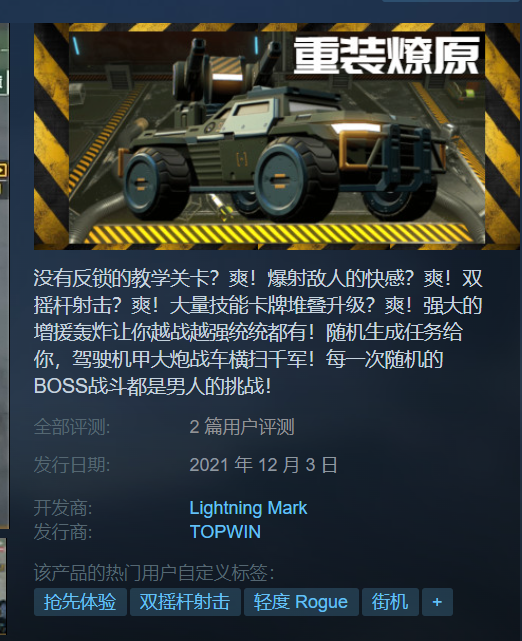 重装燎原
没有反锁的教学关卡？爽！爆射敌人的快感？爽！双
摇杆射击？爽！大量技能卡牌堆叠升级？爽！强大的
增援轰炸让你越战越强统统都有！随机生成任务给
你，驾驶机甲大炮战车横扫千军！每一次随机的
BOSS战斗都是男人的挑战！
全部评测: 2 篇用户评测
发行日期: 2021 年 12 月 3 日
开发商: Lightning Mark
发行商: TOPWIN
该产品的热门用户自定义标签:
抢先体验 双摇杆射击 轻度 Rogue 街机 +